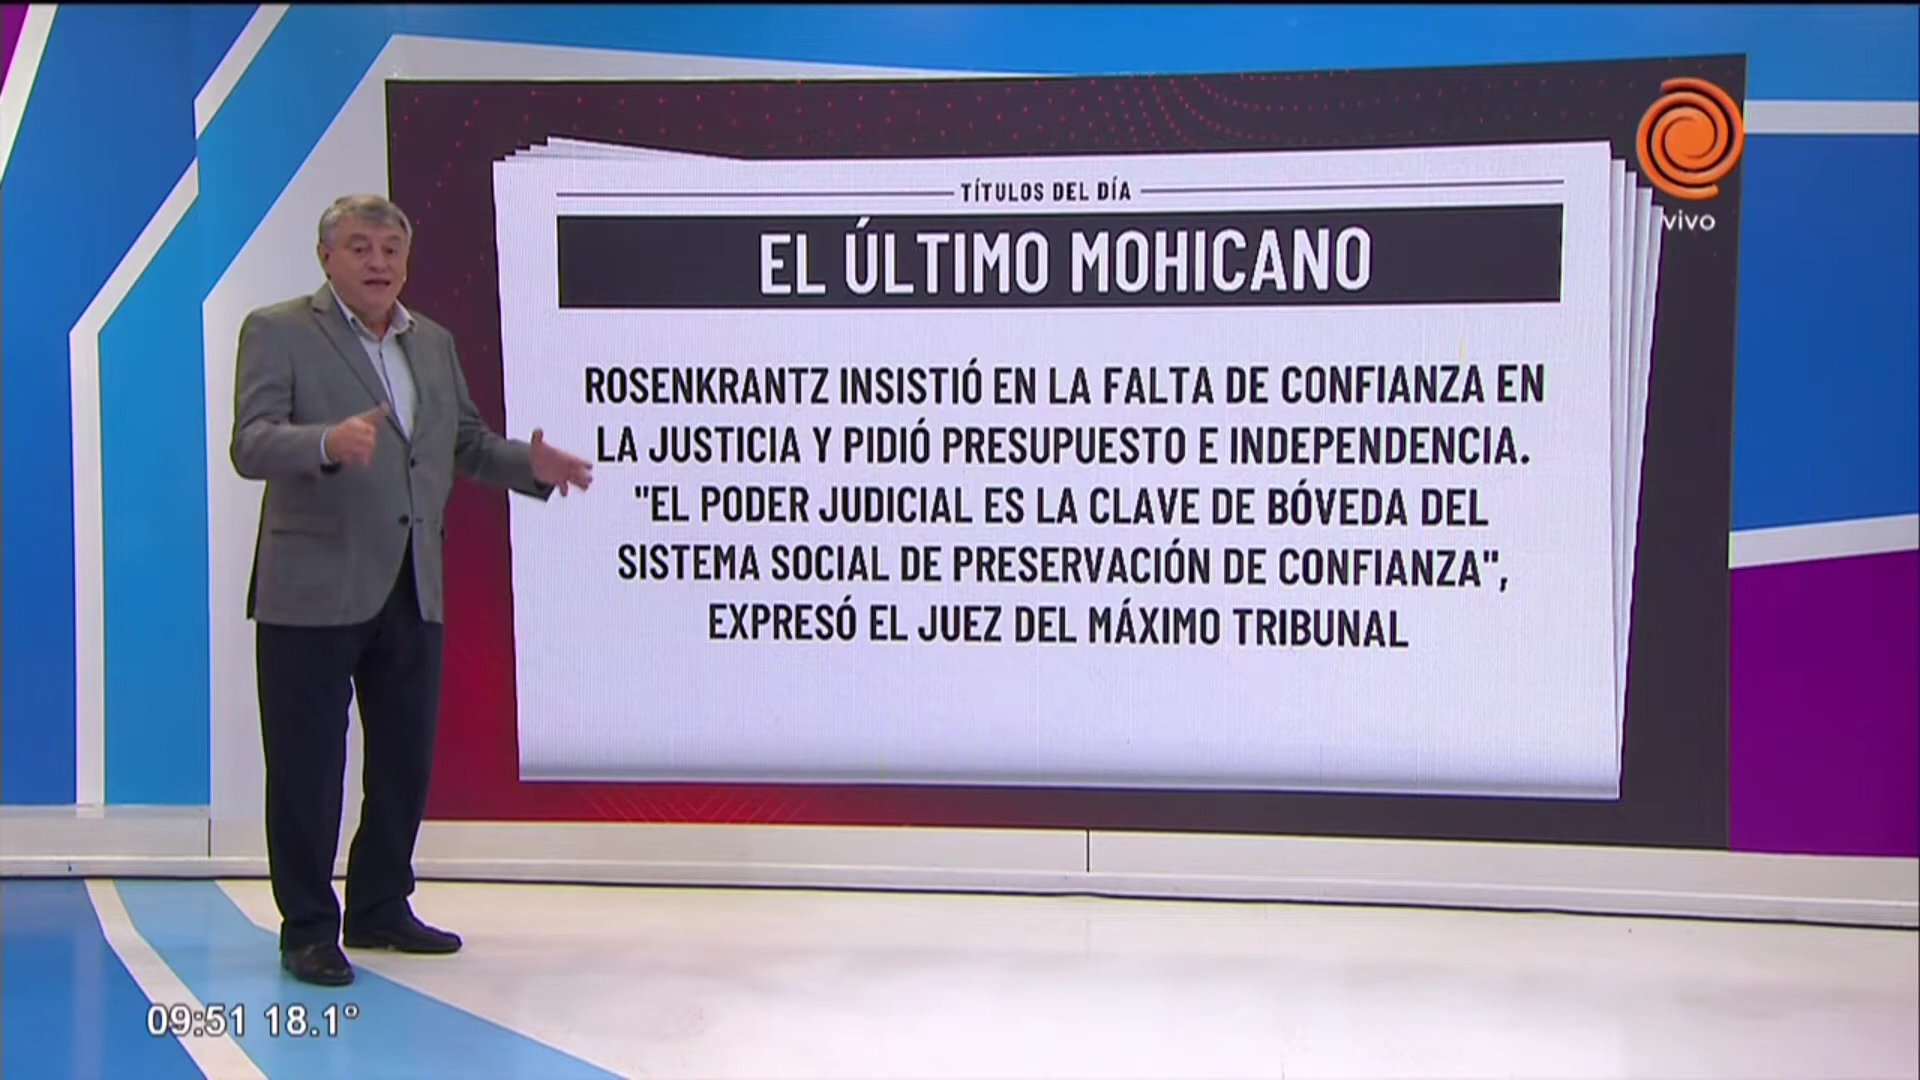 TÍTULOS DEL DÍA
EL ÚLTIMO MOHICANO
ROSENKRANTZ INSISTIÓ EN LA FALTA DE CONFIANZA EN
LA JUSTICIA Y PIDIÓ PRESUPUESTO E INDEPENDENCIA.
"EL PODER JUDICIAL ES LA CLAVE DE BÓVEDA DEL
SISTEMA SOCIAL DE PRESERVACIÓN DE CONFIANZA",
EXPRESÓ EL JUEZ DEL MÁXIMO TRIBUNAL
vivo
09:51 18.1°